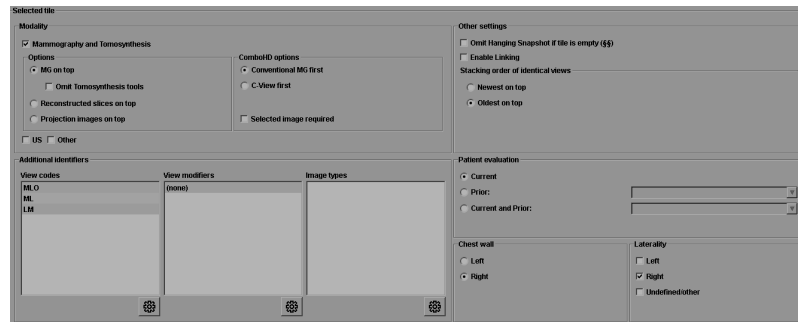 Selected tile
Modality
Mammography and Tomosynthesis
Options
MG on top
Omit Tomosynthesis tools
Reconstructed slices on top
Projection images on top
ComboHD options
Conventional MG first
C-View first
Selected image required
US Other
Other settings
Omit Hanging Snapshot if tile is empty (§§)
Enable Linking
Stacking order of identical views
Newest on top
Oldest on top
Additional identifiers
View codes
MLO
ML
LM
View modifiers
(none)
Image types
Patient evaluation
Current
Prior:
Current and Prior:
Chest wall
Left
Right
Laterality
Left
Right
Undefined/other